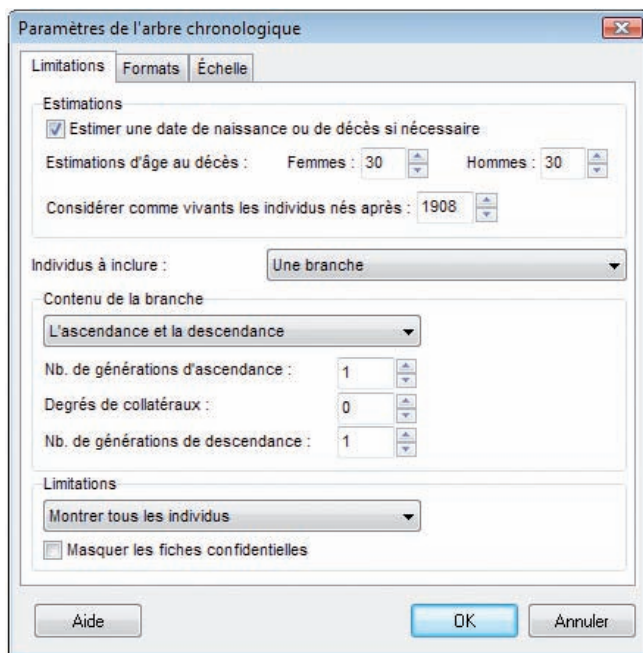 Paramètres de l'arbre chronologique
Limitations Formats Échelle
Estimations
Estimer une date de naissance ou de décès si nécessaire
Estimations d'âge au décès : Femmes : 30 Hommes : 30
Considérer comme vivants les individus nés après : 1908
Individus à inclure : Une branche
Contenu de la branche
L'ascendance et la descendance
Nb. de générations d'ascendance : 1
Degrés de collatéraux : 0
Nb. de générations de descendance : 1
Limitations
Montrer tous les individus
Masquer les fiches confidentielles
Aide OK Annuler